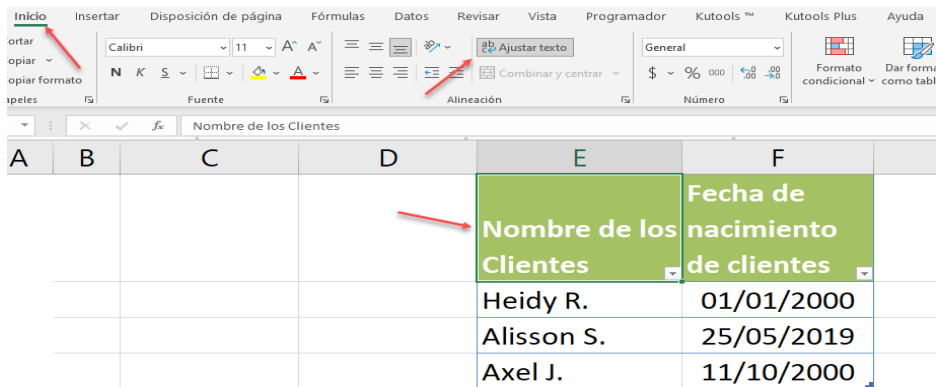 Inicio Insertar Disposición de página Fórmulas Datos Revisar Vista Programador Kutools ™ Kutools Plus Ayuda
ortar Calibri 11 A A ab Ajustar texto General
opiar N K S A Combinar y centrar $ % 000 Formato Dar forma
opiar formato condicional como tabl
apeles Fuente Alineación Número
fx Nombre de los Clientes
A B C D E F
Nombre de los Clientes
Fecha de nacimiento de clientes
Heidy R. 01/01/2000
Alisson S. 25/05/2019
Axel J. 11/10/2000